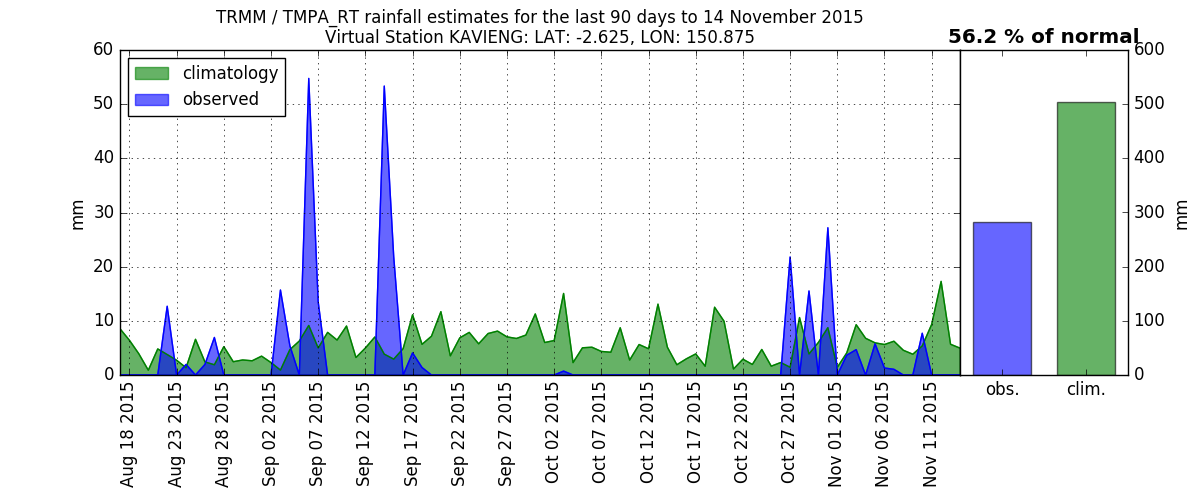 TRMM / TMPA_RT rainfall estimates for the last 90 days to 14 November 2015
Virtual Station KAVIENG: LAT: -2.625, LON: 150.875
56.2 % of normal
climatology
observed
60
50
40
30
20
10
0
mm
Aug 18 2015
Aug 23 2015
Aug 28 2015
Sep 02 2015
Sep 07 2015
Sep 12 2015
Sep 17 2015
Sep 22 2015
Sep 27 2015
Oct 02 2015
Oct 07 2015
Oct 12 2015
Oct 17 2015
Oct 22 2015
Oct 27 2015
Nov 01 2015
Nov 06 2015
Nov 11 2015
600
500
400
300
200
100
0
mm
obs.
clim.